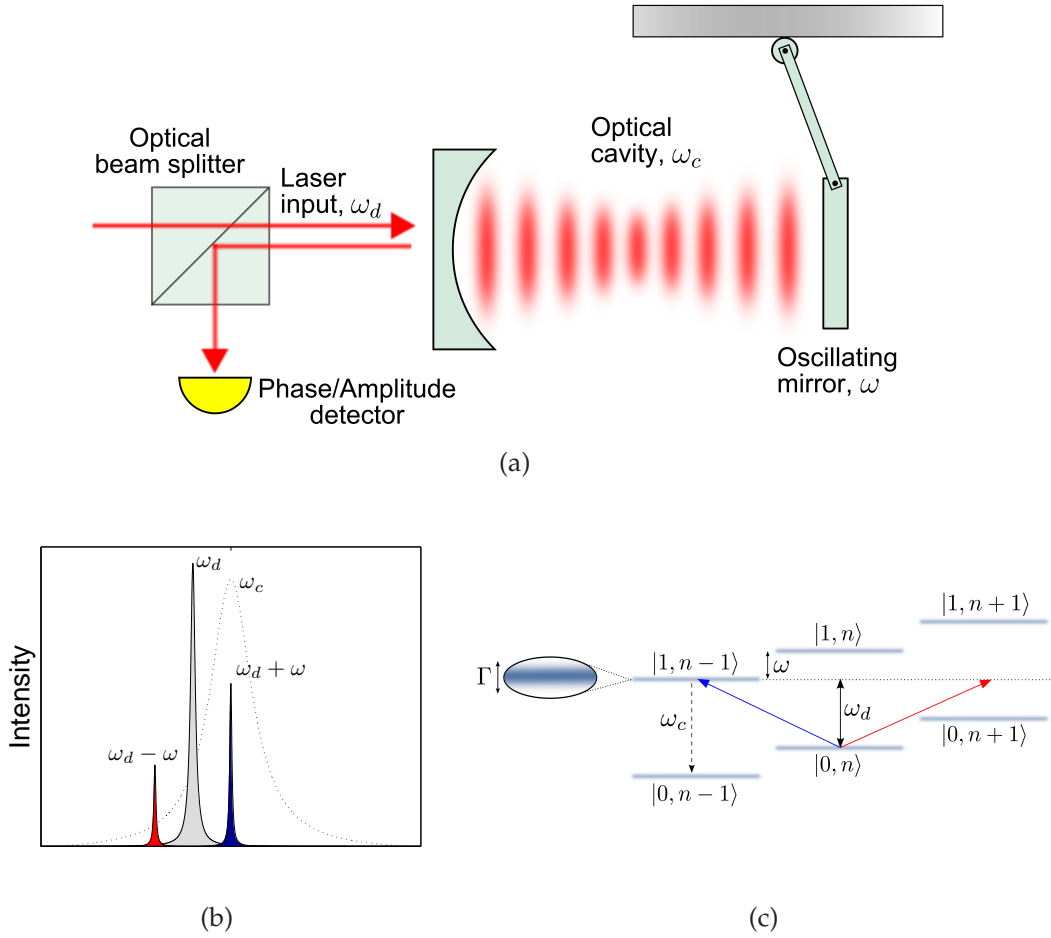 Optical
beam splitter
Laser
input, ω_d
Optical
cavity, ω_c
Oscillating
mirror, ω
Phase/Amplitude
detector
(a)
Intensity
ω_d
ω_c
ω_d + ω
ω_d − ω
(b)
|1, n + 1⟩
|1, n⟩
|1, n − 1⟩
ω
Γ
ω_c
ω_d
|0, n + 1⟩
|0, n⟩
|0, n − 1⟩
(c)